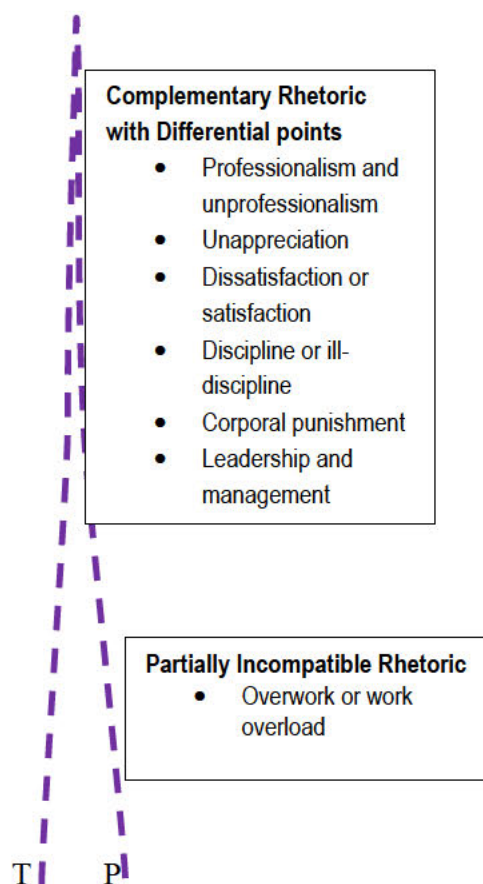 Complementary Rhetoric
with Differential points
• Professionalism and
unprofessionalism
• Unappreciation
• Dissatisfaction or
satisfaction
• Discipline or ill-
discipline
• Corporal punishment
• Leadership and
management
Partially Incompatible Rhetoric
• Overwork or work
overload
T P